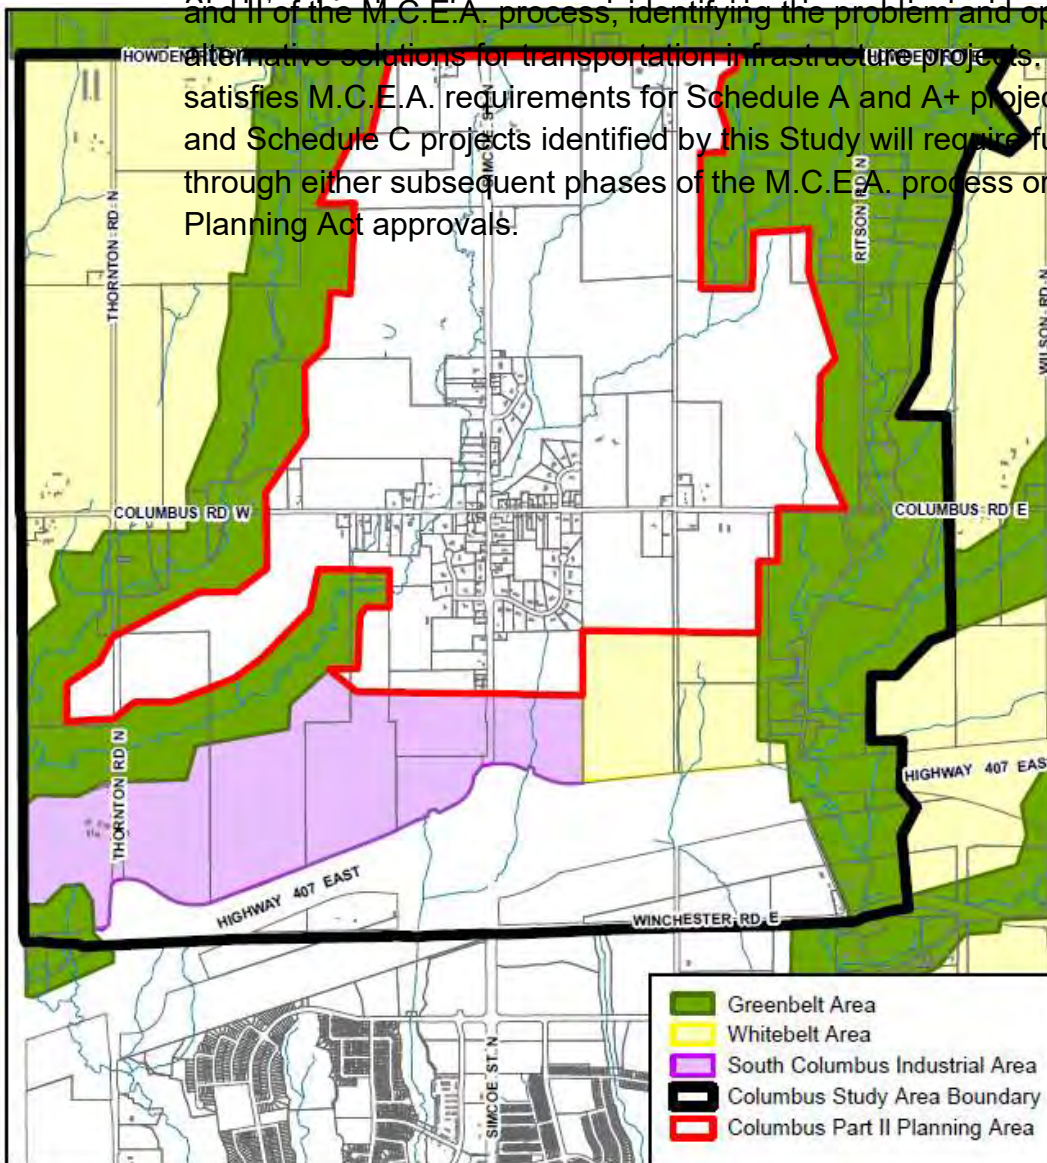 and II of the M.C.E.A. process, identifying the problem and op
alternative solutions for transportation infrastructure projects.
satisfies M.C.E.A. requirements for Schedule A and A+ projec
and Schedule C projects identified by this Study will require fu
through either subsequent phases of the M.C.E.A. process or
Planning Act approvals.
HOWDEN RD W
HOWDEN RD E
SIMCOE ST N
THORNTON RD N
RITSON RD N
WILSON RD N
COLUMBUS RD W
COLUMBUS RD E
THORNTON RD N
HIGHWAY 407 EAS
HIGHWAY 407 EAST
WINCHESTER RD E
SIMCOE ST N
Greenbelt Area
Whitebelt Area
South Columbus Industrial Area
Columbus Study Area Boundary
Columbus Part II Planning Area